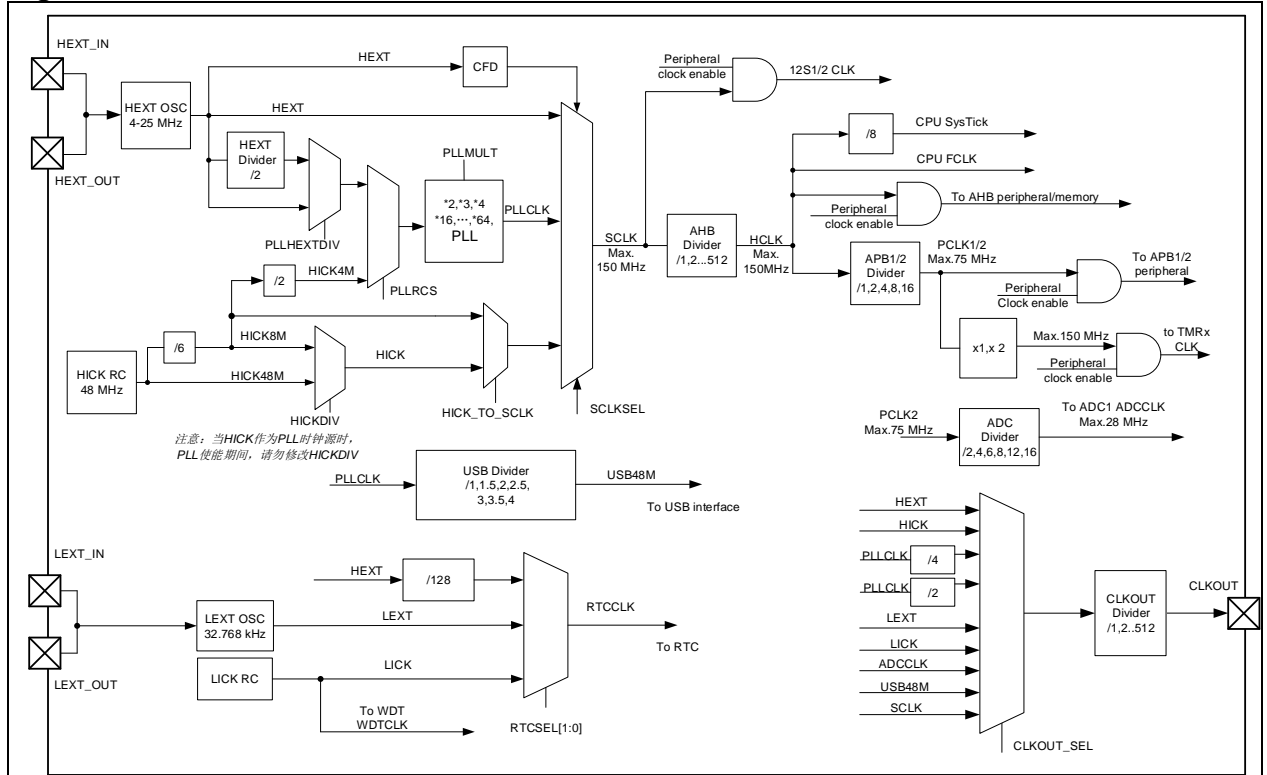 HEXT_IN
HEXT_OUT
HEXT OSC
4-25 MHz
HEXT
CFD
HEXT
HEXT
Divider
/2
PLLHEXTDIV
PLLMULT
*2,*3,*4
*16,···,*64,
PLL
PLLCLK
/2
HICK4M
PLLRCS
HICK RC
48 MHz
/6
HICK8M
HICK48M
HICK
HICKDIV
HICK_TO_SCLK
SCLKSEL
注意：当HICK作为PLL时钟源时，
PLL使能期间，请勿修改HICKDIV
SCLK
Max.
150 MHz
Peripheral
clock enable
12S1/2 CLK
AHB
Divider
/1,2...512
HCLK
Max.
150MHz
/8
CPU SysTick
CPU FCLK
Peripheral
clock enable
To AHB peripheral/memory
APB1/2
Divider
/1,2,4,8,16
PCLK1/2
Max.75 MHz
Peripheral
Clock enable
To APB1/2
peripheral
x1,x 2
Max.150 MHz
Peripheral
clock enable
to TMRx
CLK
PCLK2
Max.75 MHz
ADC
Divider
/2,4,6,8,12,16
To ADC1 ADCCLK
Max.28 MHz
PLLCLK
USB Divider
/1,1.5,2,2.5,
3,3.5,4
USB48M
To USB interface
LEXT_IN
LEXT_OUT
LEXT OSC
32.768 kHz
LICK RC
HEXT
/128
LEXT
LICK
To WDT
WDTCLK
RTCSEL[1:0]
RTCCLK
To RTC
HEXT
HICK
PLLCLK
/4
PLLCLK
/2
LEXT
LICK
ADCCLK
USB48M
SCLK
CLKOUT_SEL
CLKOUT
Divider
/1,2..512
CLKOUT